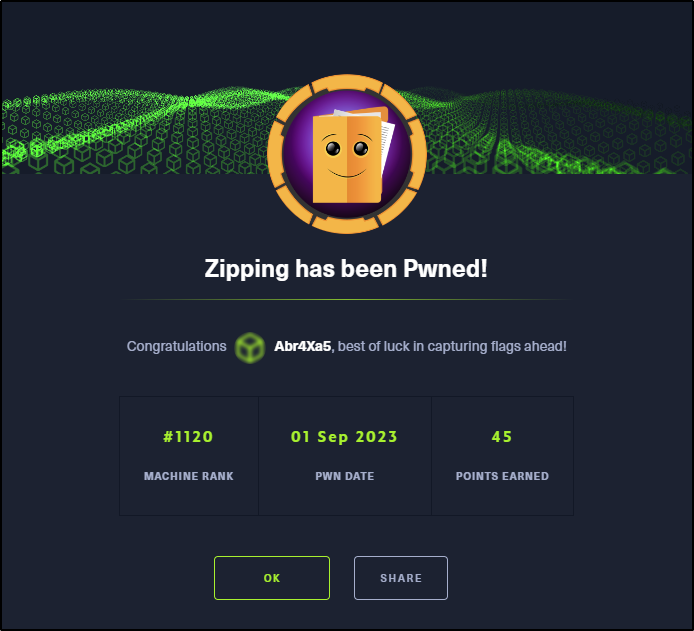 Zipping has been Pwned!
Congratulations Abr4Xa5, best of luck in capturing flags ahead!
#1120 01 Sep 2023 45
MACHINE RANK PWN DATE POINTS EARNED
OK SHARE